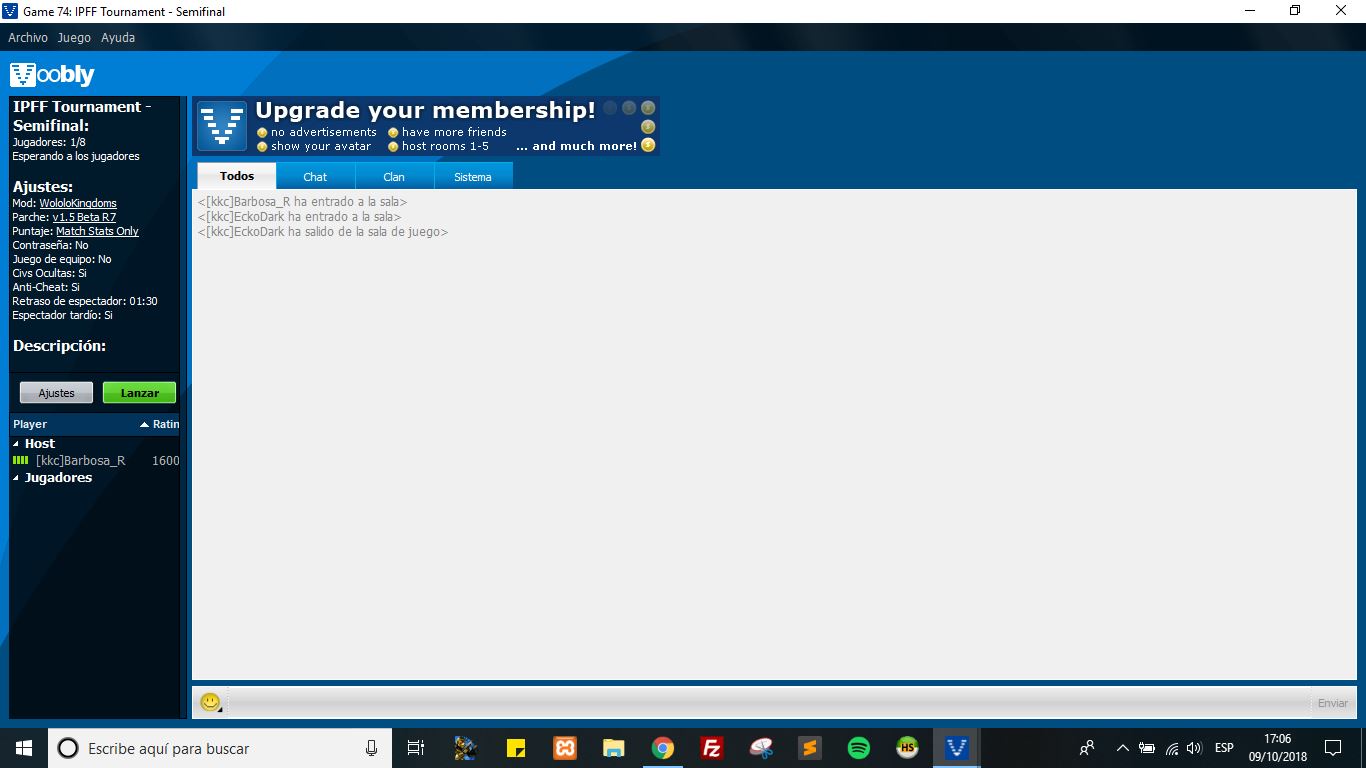 Game 74: IPFF Tournament - Semifinal
Archivo Juego Ayuda
Voobly
IPFF Tournament -
Semifinal:
Jugadores: 1/8
Esperando a los jugadores
Ajustes:
Mod: WololoKingdoms
Parche: v1.5 Beta R7
Puntaje: Match Stats Only
Contraseña: No
Juego de equipo: No
Civs Ocultas: Si
Anti-Cheat: Si
Retraso de espectador: 01:30
Espectador tardío: Si
Descripción:
Ajustes Lanzar
Player Ratin
Host
[kkc]Barbosa_R 1600
Jugadores
Upgrade your membership!
no advertisements have more friends
show your avatar host rooms 1-5 ... and much more!
Todos Chat Clan Sistema
<[kkc]Barbosa_R ha entrado a la sala>
<[kkc]EckoDark ha entrado a la sala>
<[kkc]EckoDark ha salido de la sala de juego>
Enviar
Escribe aquí para buscar
Fz
S
HS
ESP
17:06
09/10/2018